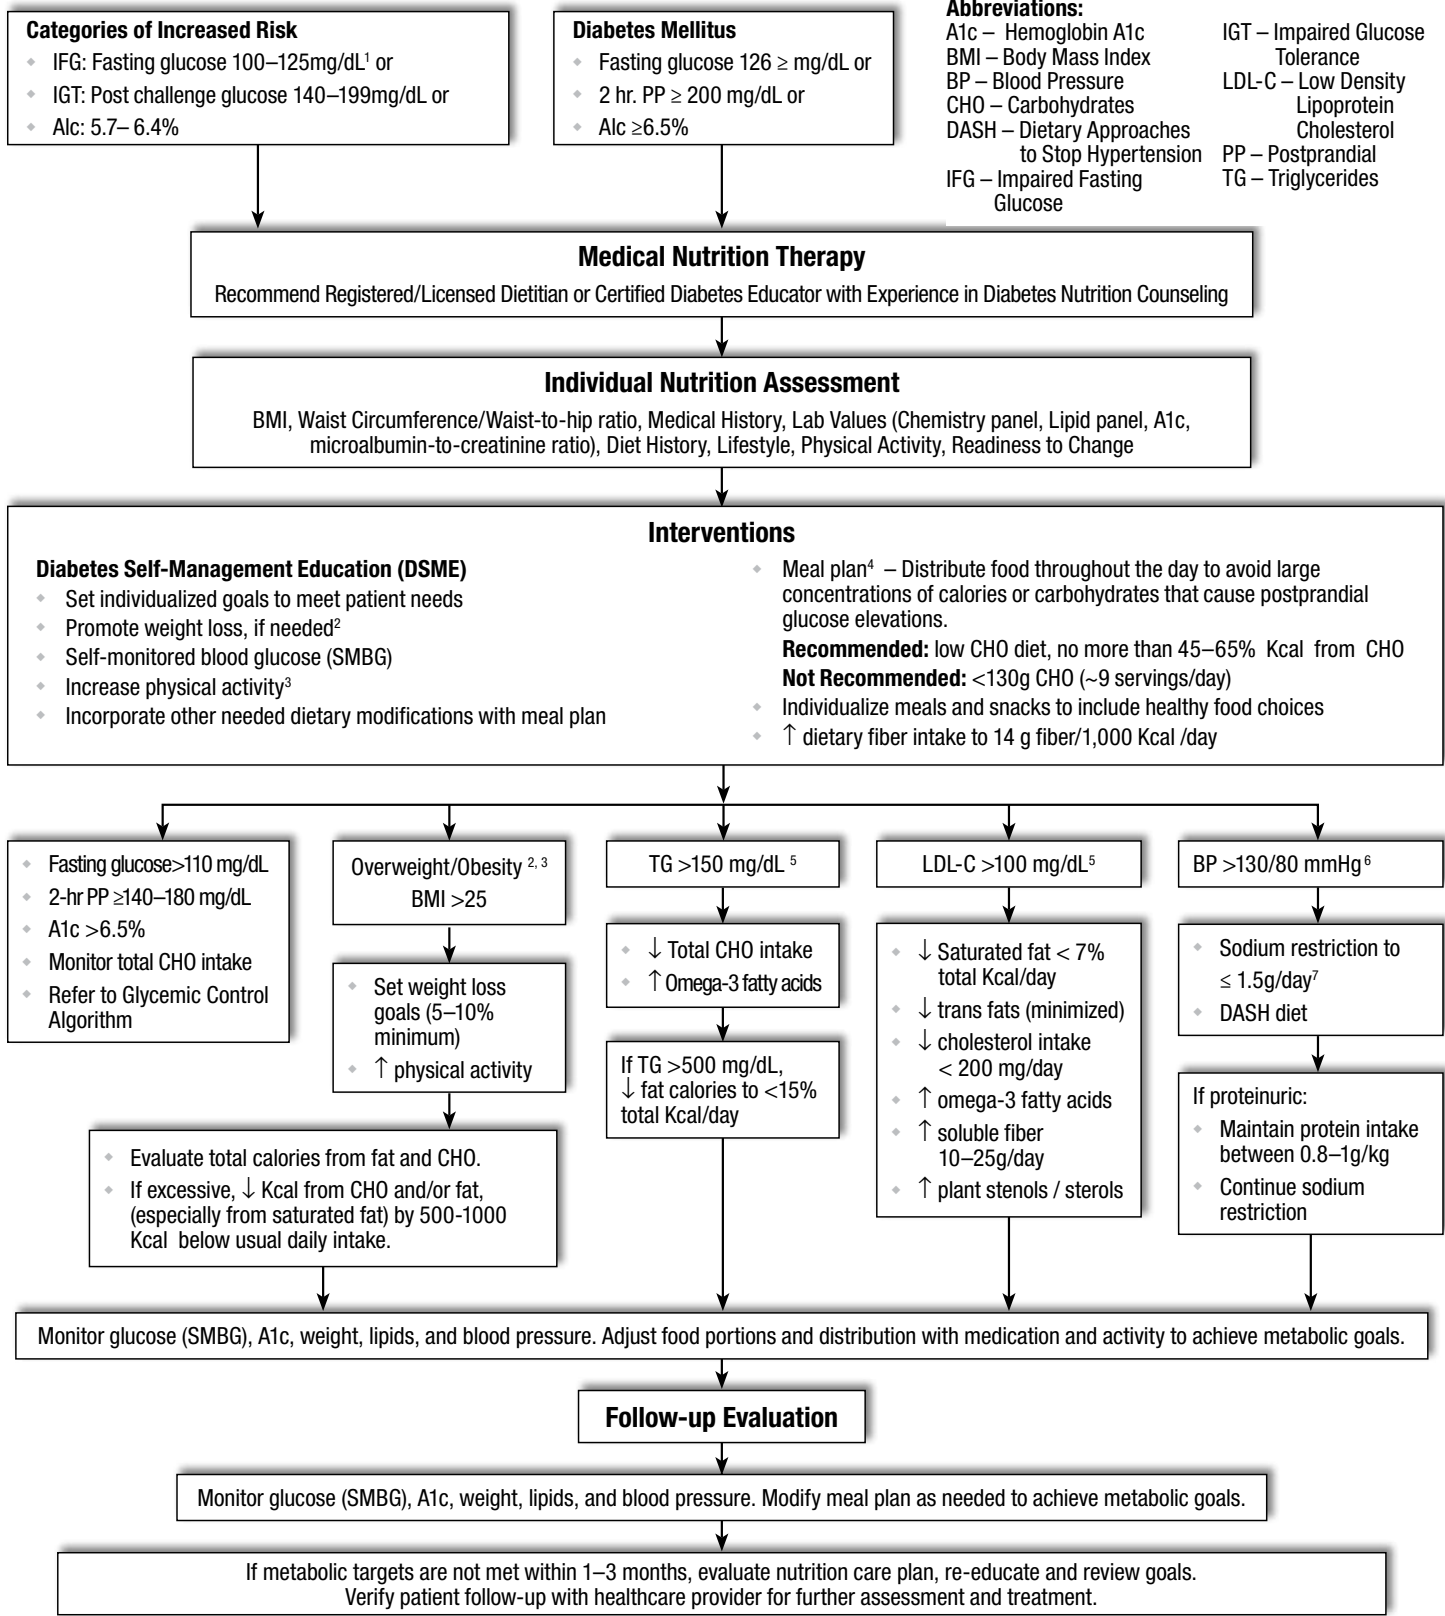 Categories of Increased Risk
IFG: Fasting glucose 100–125mg/dL¹ or
IGT: Post challenge glucose 140–199mg/dL or
Alc: 5.7– 6.4%
Diabetes Mellitus
Fasting glucose 126 ≥ mg/dL or
2 hr. PP ≥ 200 mg/dL or
Alc ≥6.5%
Abbreviations:
A1c – Hemoglobin A1c
BMI – Body Mass Index
BP – Blood Pressure
CHO – Carbohydrates
DASH – Dietary Approaches
to Stop Hypertension
IFG – Impaired Fasting
Glucose
IGT – Impaired Glucose
Tolerance
LDL-C – Low Density
Lipoprotein
Cholesterol
PP – Postprandial
TG – Triglycerides
Medical Nutrition Therapy
Recommend Registered/Licensed Dietitian or Certified Diabetes Educator with Experience in Diabetes Nutrition Counseling
Individual Nutrition Assessment
BMI, Waist Circumference/Waist-to-hip ratio, Medical History, Lab Values (Chemistry panel, Lipid panel, A1c,
microalbumin-to-creatinine ratio), Diet History, Lifestyle, Physical Activity, Readiness to Change
Interventions
Diabetes Self-Management Education (DSME)
Set individualized goals to meet patient needs
Promote weight loss, if needed²
Self-monitored blood glucose (SMBG)
Increase physical activity³
Incorporate other needed dietary modifications with meal plan
Meal plan⁴ – Distribute food throughout the day to avoid large
concentrations of calories or carbohydrates that cause postprandial
glucose elevations.
Recommended: low CHO diet, no more than 45–65% Kcal from CHO
Not Recommended: <130g CHO (~9 servings/day)
Individualize meals and snacks to include healthy food choices
↑ dietary fiber intake to 14 g fiber/1,000 Kcal /day
Fasting glucose>110 mg/dL
2-hr PP ≥140–180 mg/dL
A1c >6.5%
Monitor total CHO intake
Refer to Glycemic Control
Algorithm
Overweight/Obesity ²˒ ³
BMI >25
Set weight loss
goals (5–10%
minimum)
↑ physical activity
Evaluate total calories from fat and CHO.
If excessive, ↓ Kcal from CHO and/or fat,
(especially from saturated fat) by 500-1000
Kcal below usual daily intake.
TG >150 mg/dL ⁵
↓ Total CHO intake
↑ Omega-3 fatty acids
If TG >500 mg/dL,
↓ fat calories to <15%
total Kcal/day
LDL-C >100 mg/dL⁵
↓ Saturated fat < 7%
total Kcal/day
↓ trans fats (minimized)
↓ cholesterol intake
< 200 mg/day
↑ omega-3 fatty acids
↑ soluble fiber
10–25g/day
↑ plant stenols / sterols
BP >130/80 mmHg ⁶
Sodium restriction to
≤ 1.5g/day⁷
DASH diet
If proteinuric:
Maintain protein intake
between 0.8–1g/kg
Continue sodium
restriction
Monitor glucose (SMBG), A1c, weight, lipids, and blood pressure. Adjust food portions and distribution with medication and activity to achieve metabolic goals.
Follow-up Evaluation
Monitor glucose (SMBG), A1c, weight, lipids, and blood pressure. Modify meal plan as needed to achieve metabolic goals.
If metabolic targets are not met within 1–3 months, evaluate nutrition care plan, re-educate and review goals.
Verify patient follow-up with healthcare provider for further assessment and treatment.